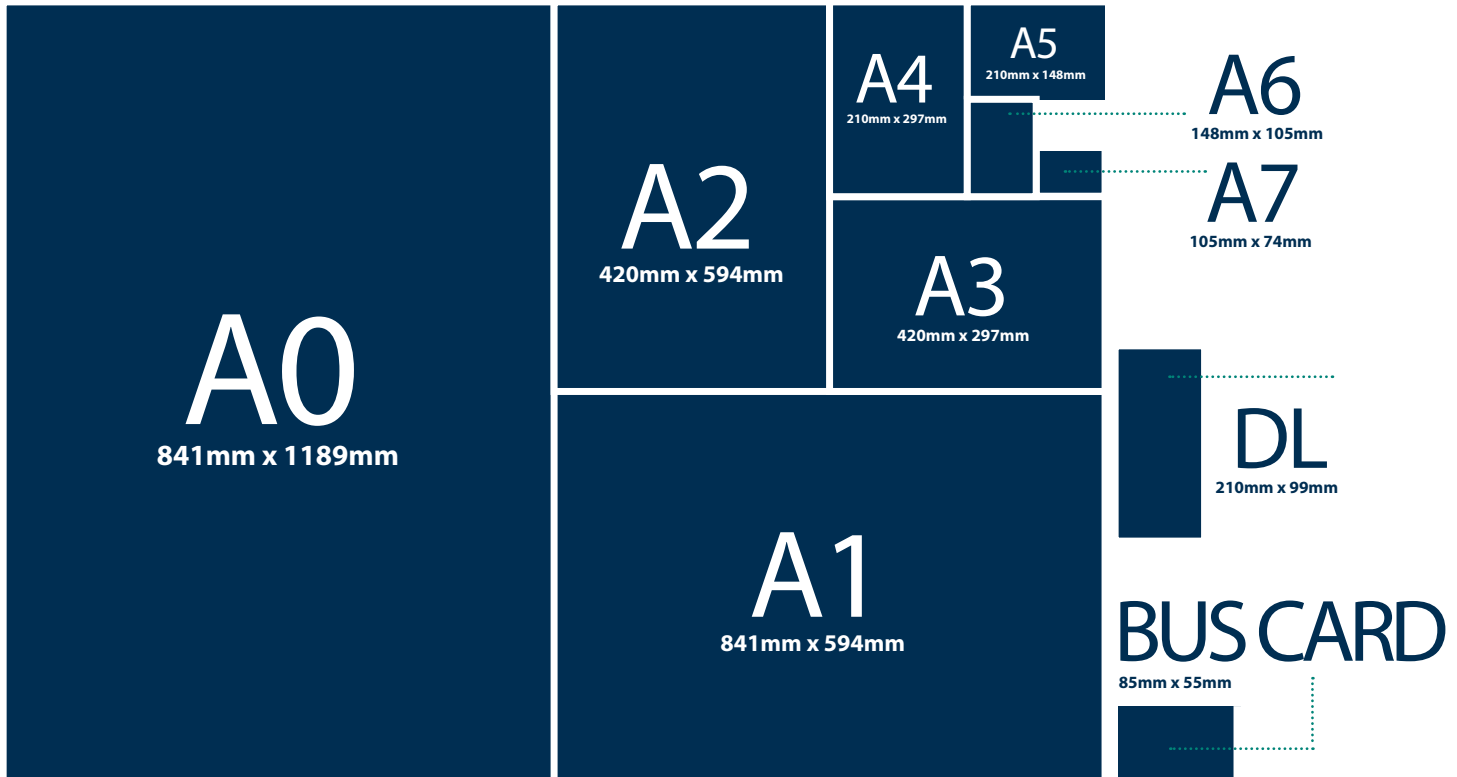 A0
841mm x 1189mm
A2
420mm x 594mm
A4
210mm x 297mm
A5
210mm x 148mm
A6
148mm x 105mm
A7
105mm x 74mm
A3
420mm x 297mm
A1
841mm x 594mm
DL
210mm x 99mm
BUS CARD
85mm x 55mm